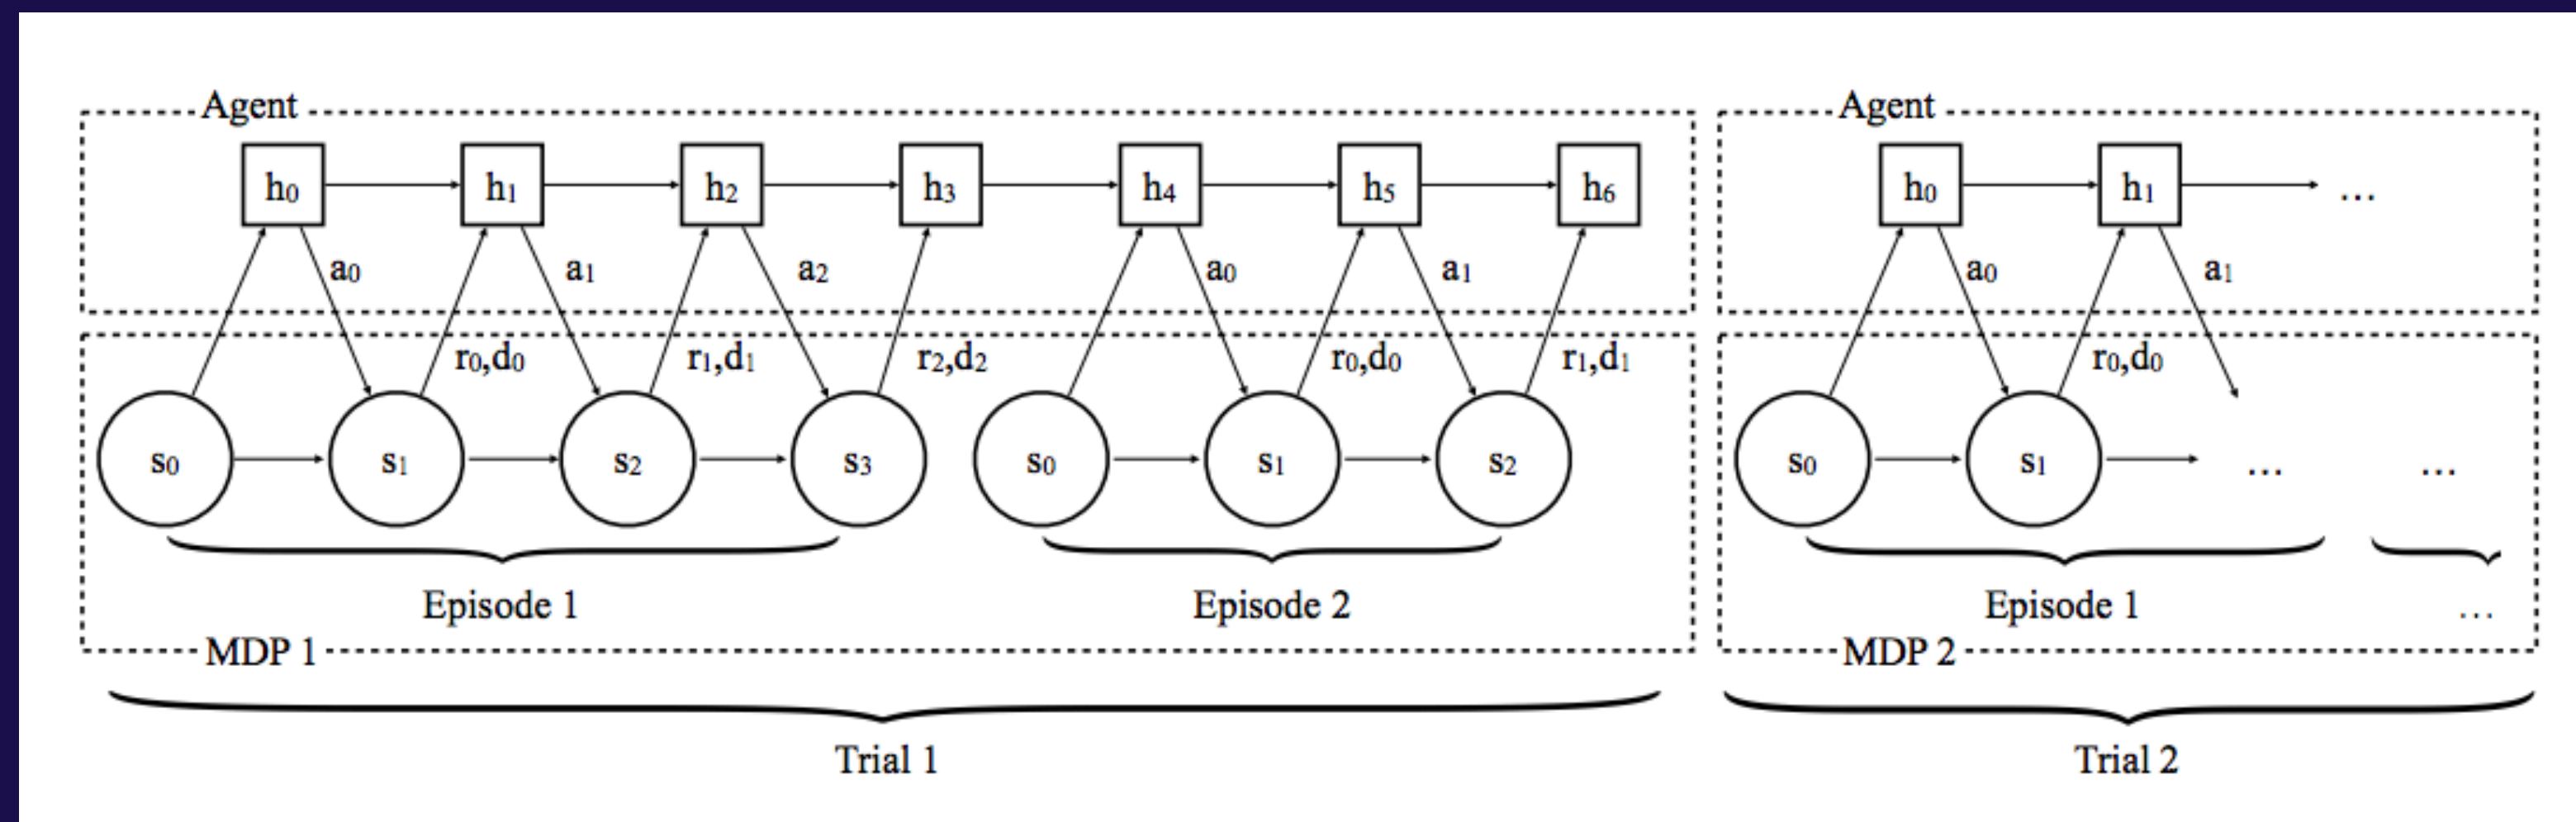 Agent Agent
h0 h1 h2 h3 h4 h5 h6 h0 h1 ...
a0 a1 a2 a0 a1 a0 a1
r0,d0 r1,d1 r2,d2 r0,d0 r1,d1 r0,d0
s0 s1 s2 s3 s0 s1 s2 s0 s1 ... ...
Episode 1 Episode 2 Episode 1 ...
MDP 1 MDP 2
Trial 1 Trial 2